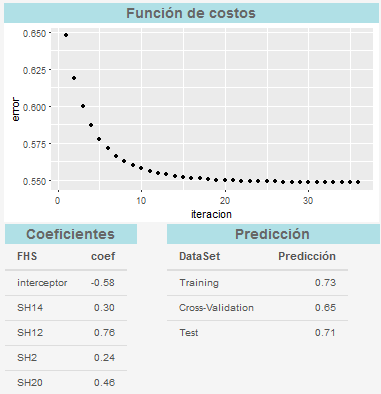 Función de costos
0.650
0.625
0.600
0.575
0.550
error
0 10 20 30
iteracion
Coeficientes
FHS coef
interceptor -0.58
SH14 0.30
SH12 0.76
SH2 0.24
SH20 0.46
Predicción
DataSet Predicción
Training 0.73
Cross-Validation 0.65
Test 0.71